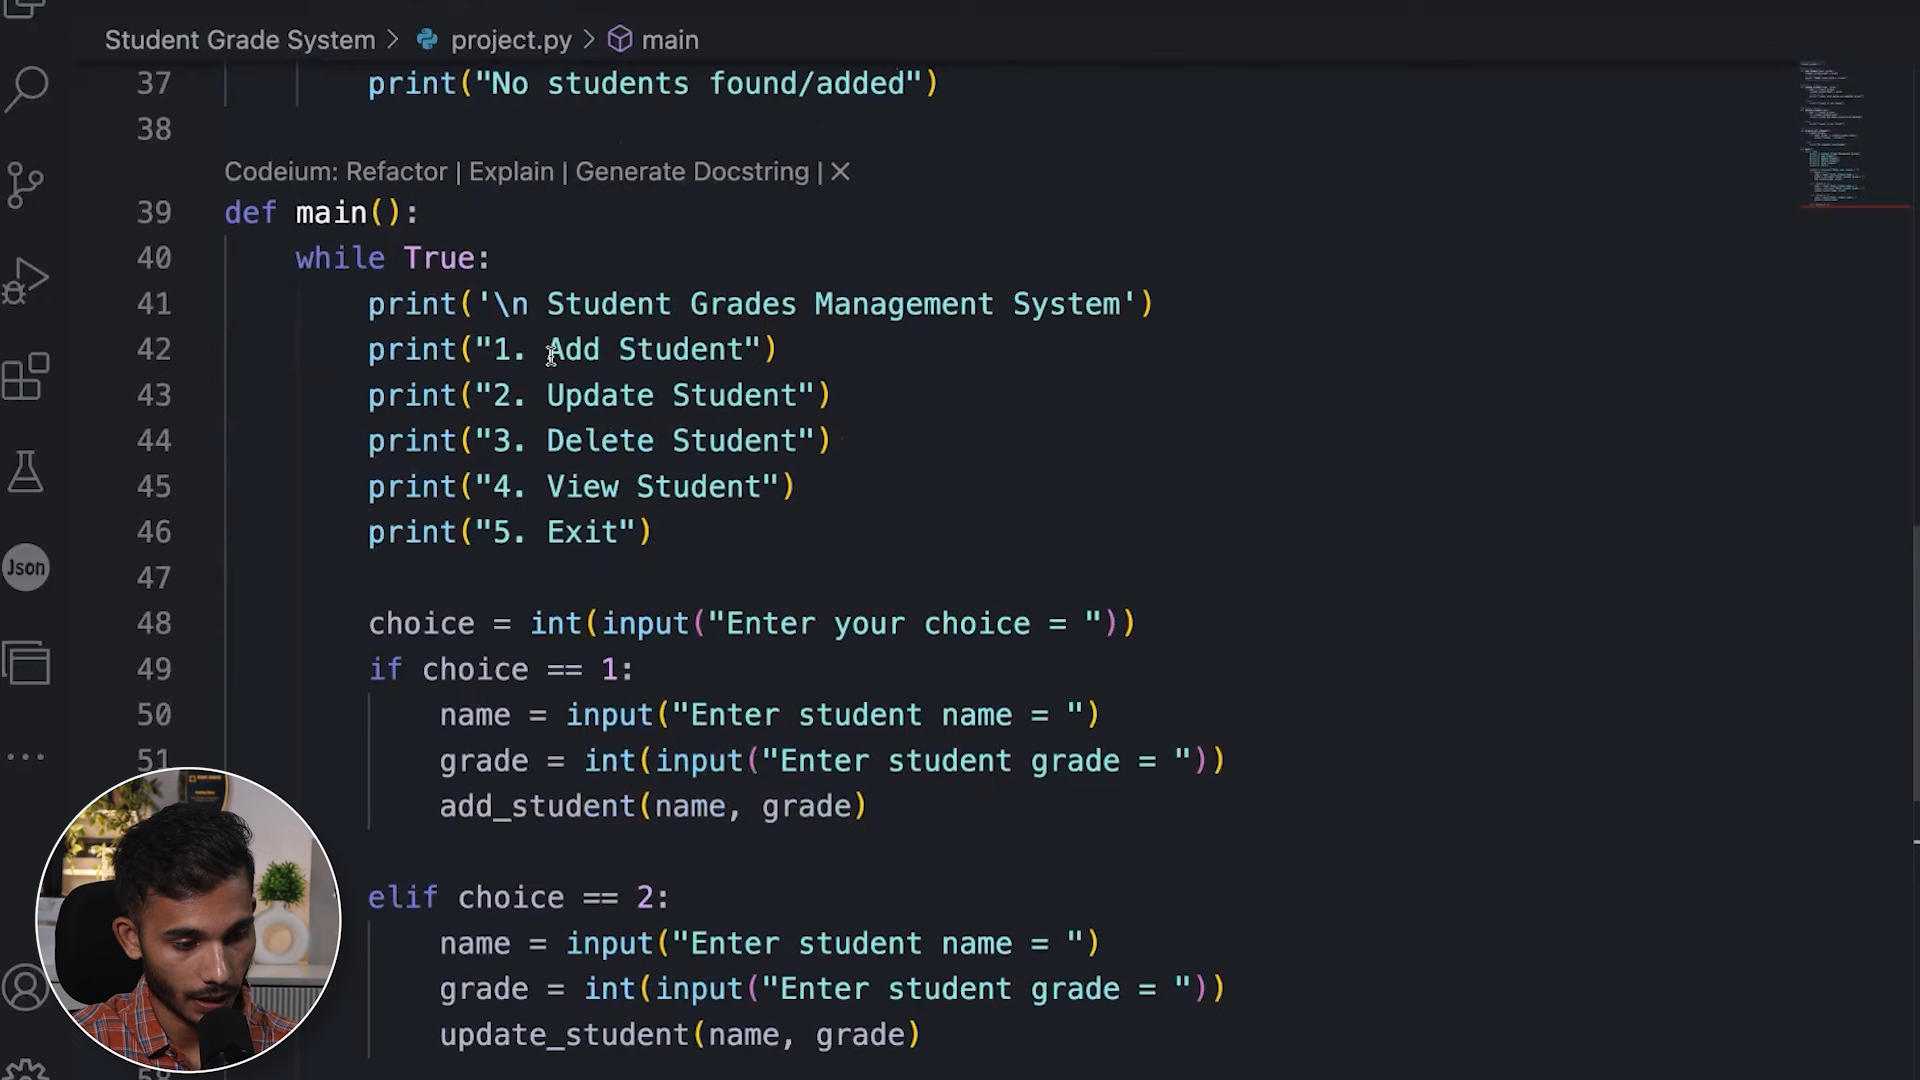 Student Grade System > project.py > main
37 print("No students found/added")
38
Codeium: Refactor | Explain | Generate Docstring | ✕
39 def main():
40 while True:
41 print('\n Student Grades Management System')
42 print("1. Add Student")
43 print("2. Update Student")
44 print("3. Delete Student")
45 print("4. View Student")
46 print("5. Exit")
47
48 choice = int(input("Enter your choice = "))
49 if choice == 1:
50 name = input("Enter student name = ")
51 grade = int(input("Enter student grade = "))
add_student(name, grade)
elif choice == 2:
name = input("Enter student name = ")
grade = int(input("Enter student grade = "))
update_student(name, grade)
Json